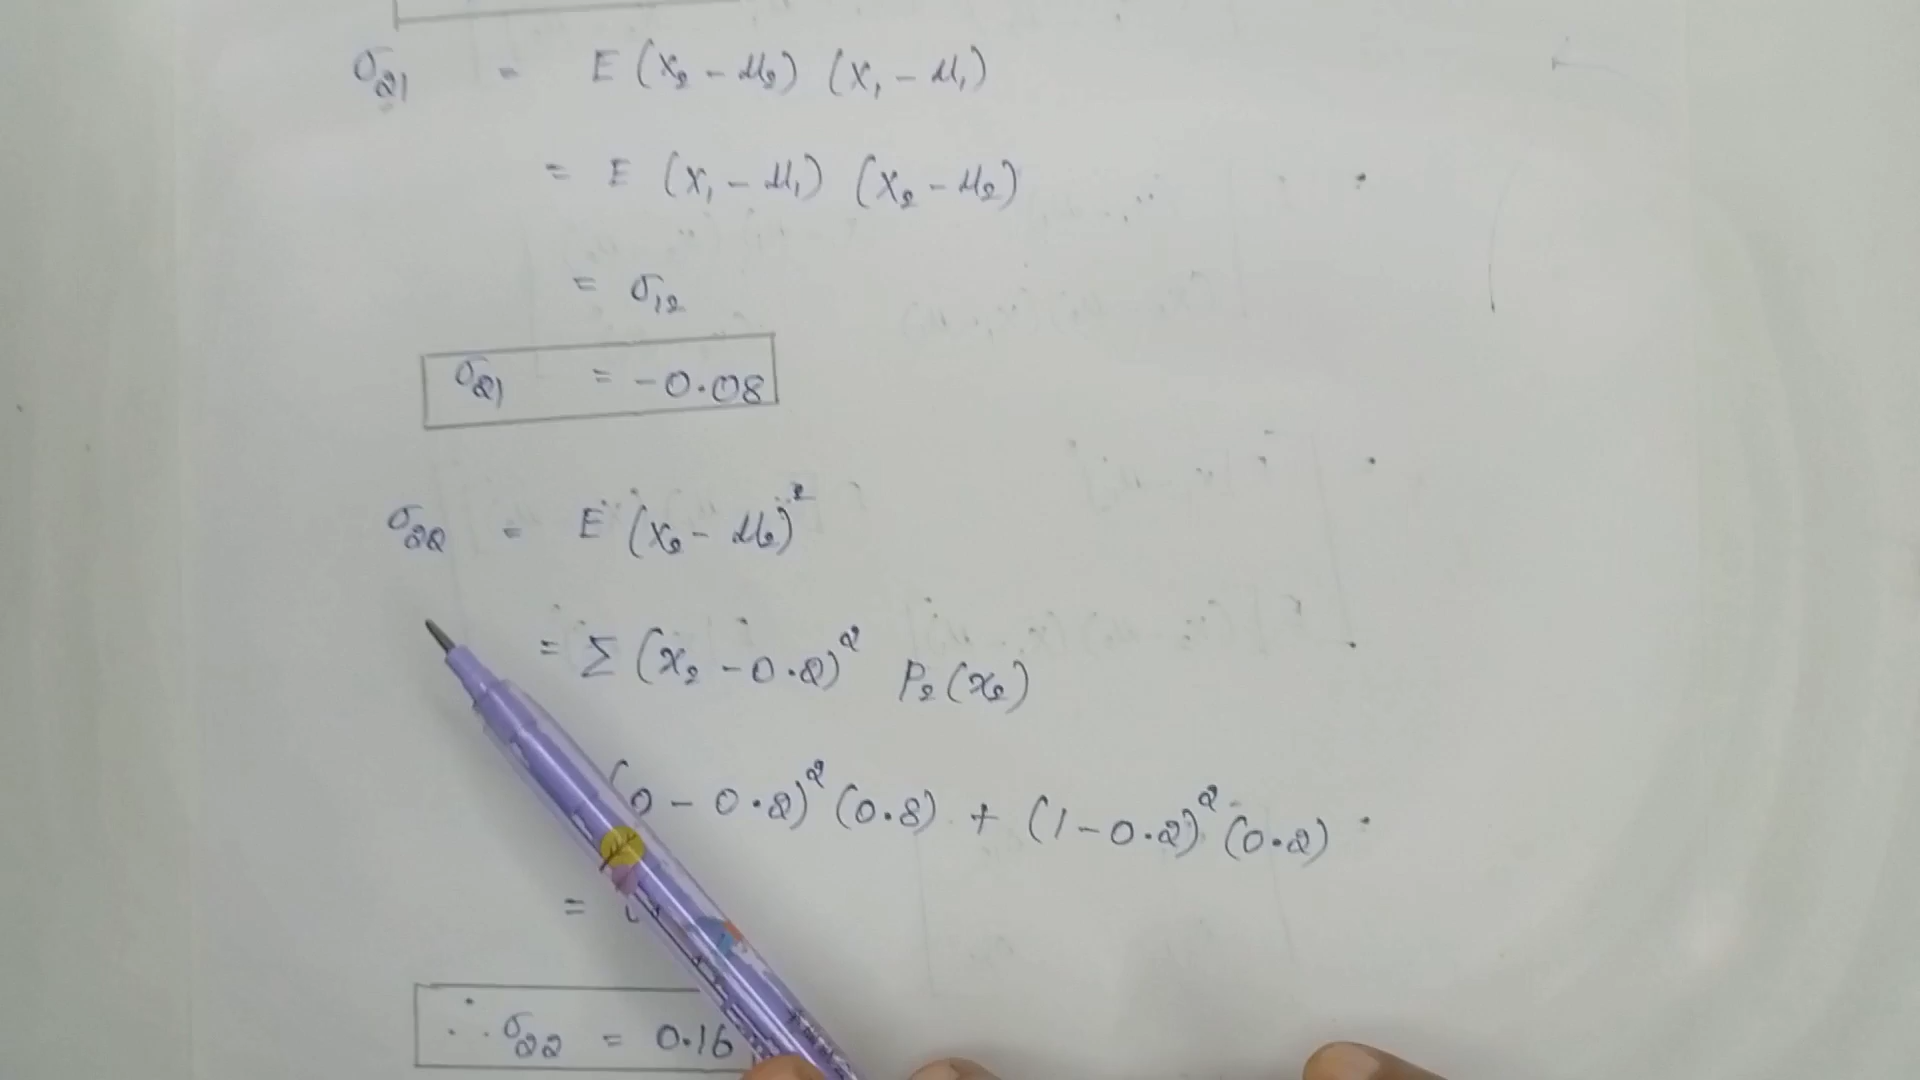 σ₂₁ = E (X₂ − μ₂) (X₁ − μ₁)
= E (X₁ − μ₁) (X₂ − μ₂)
= σ₁₂
σ₂₁ = −0.08
σ₂₂ = E (X₂ − μ₂)²
= Σ (x₂ − 0.2)² P₂(x₂)
(0 − 0.2)² (0.8) + (1 − 0.2)² (0.2)
=
∴ σ₂₂ = 0.16